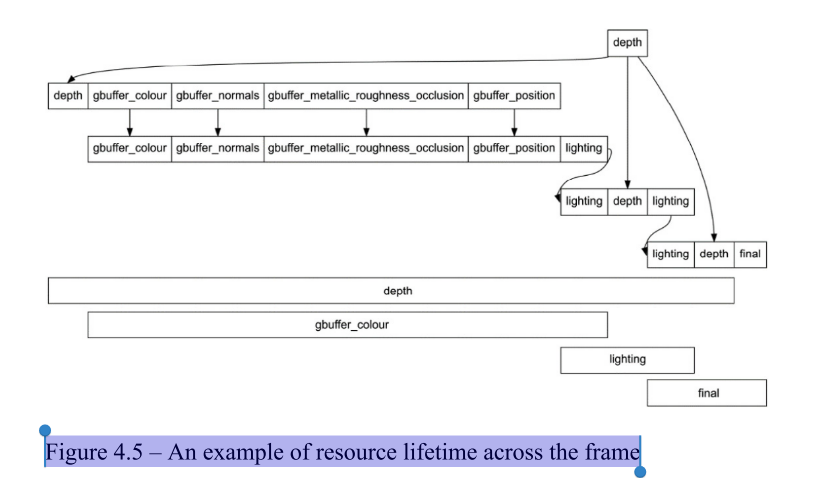 depth
depth gbuffer_colour gbuffer_normals gbuffer_metallic_roughness_occlusion gbuffer_position
gbuffer_colour gbuffer_normals gbuffer_metallic_roughness_occlusion gbuffer_position lighting
lighting depth lighting
lighting depth final
depth
gbuffer_colour
lighting
final
Figure 4.5 – An example of resource lifetime across the frame